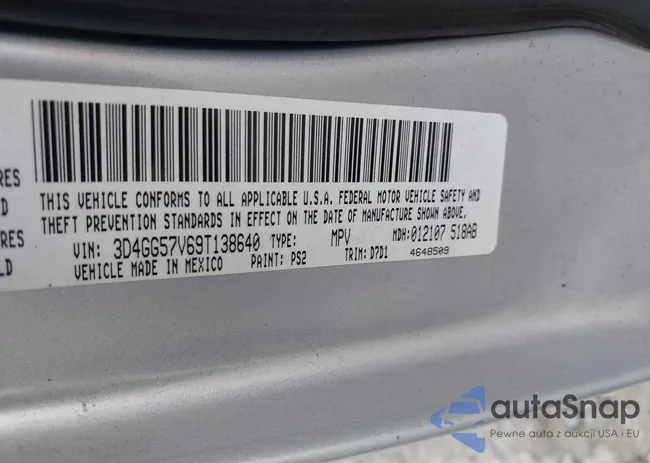 RES
D
THIS VEHICLE CONFORMS TO ALL APPLICABLE U.S.A. FEDERAL MOTOR VEHICLE SAFETY AND
THEFT PREVENTION STANDARDS IN EFFECT ON THE DATE OF MANUFACTURE SHOWN ABOVE.
RES
LD
VIN: 3D4GG57V69T138640 TYPE: MPV MDH: 012107 518AB
VEHICLE MADE IN MEXICO PAINT: PS2 TRIM: D7D1 4648509
autaSnap
Pewne auta z aukcji USA i EU